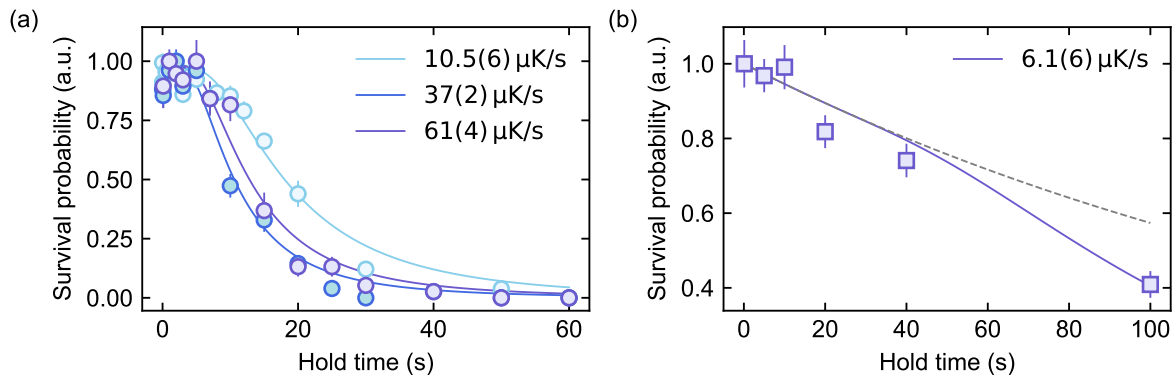 (a)
Survival probability (a.u.)
1.00
0.75
0.50
0.25
0.00
10.5(6) μK/s
37(2) μK/s
61(4) μK/s
0
20
40
60
Hold time (s)
(b)
Survival probability (a.u.)
1.0
0.8
0.6
0.4
6.1(6) μK/s
0
20
40
60
80
100
Hold time (s)